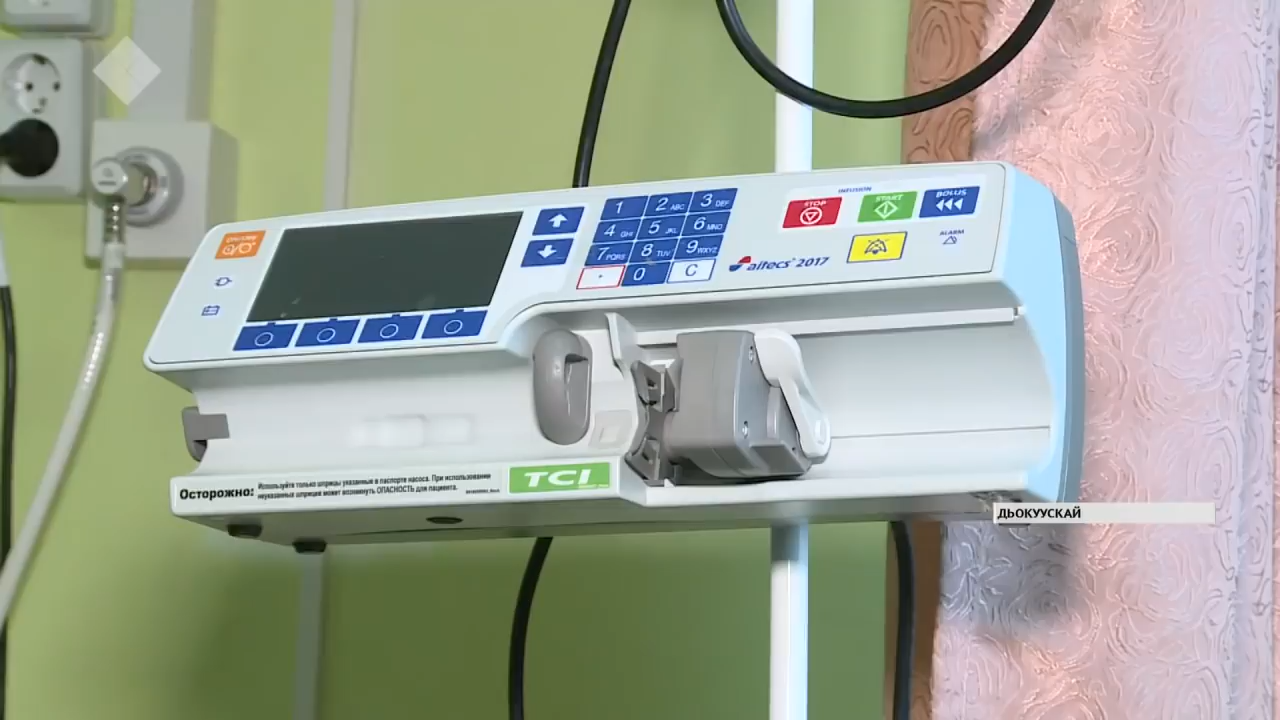 ON/OFF
1 2 ABC 3 DEF
4 GHI 5 JKL 6 MNO
7 PQRS 8 TUV 9 WXYZ
0 C
INFUSION
STOP START BOLUS
ALARM
aitecs 2017
TCI
Осторожно! Используйте только шприцы указанные в паспорте насоса. При использовании
неуказанных шприцев может возникнуть ОПАСНОСТЬ для пациента.
ДЬОКУУСКАЙ